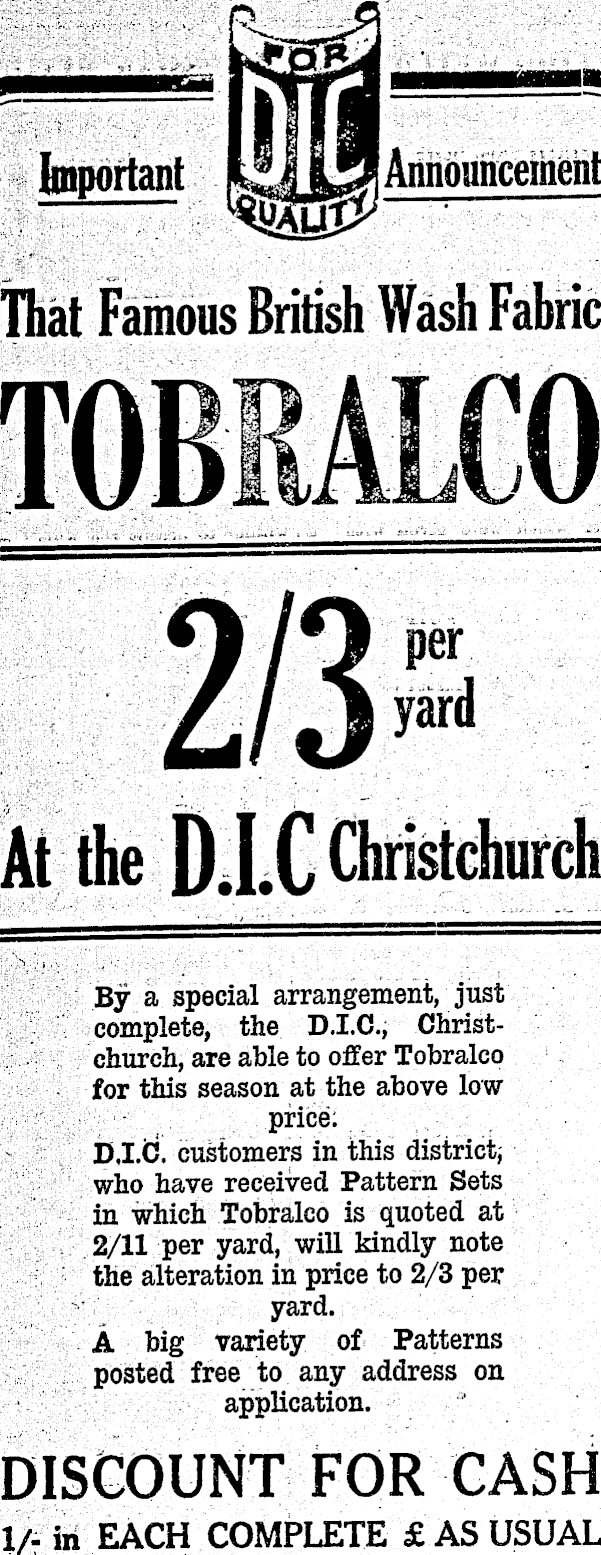 FOR
DIC
QUALITY
Important Announcement
That Famous British Wash Fabric
TOBRALCO
2/3 per
yard
At the D.I.C Christchurch
By a special arrangement, just
complete, the D.I.C., Christ-
church, are able to offer Tobralco
for this season at the above low
price.
D.I.C. customers in this district,
who have received Pattern Sets
in which Tobralco is quoted at
2/11 per yard, will kindly note
the alteration in price to 2/3 per
yard.
A big variety of Patterns
posted free to any address on
application.
DISCOUNT FOR CASH
1/- in EACH COMPLETE £ AS USUAL